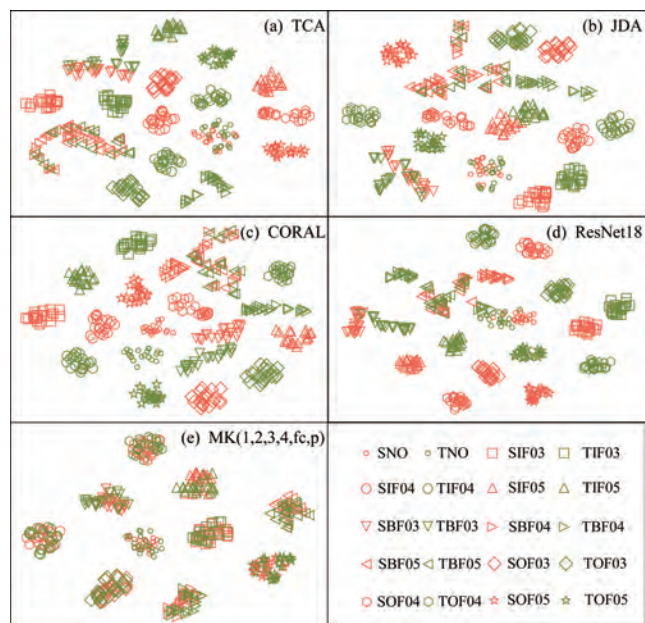 (a) TCA
(b) JDA
(c) CORAL
(d) ResNet18
(e) MK(1,2,3,4,fc,p)
SNO TNO SIF03 TIF03
SIF04 TIF04 SIF05 TIF05
SBF03 TBF03 SBF04 TBF04
SBF05 TBF05 SOF03 TOF03
SOF04 TOF04 SOF05 TOF05